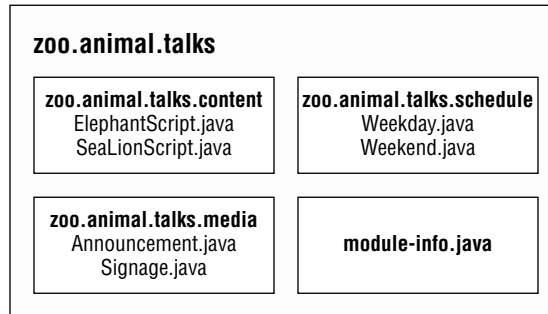 zoo.animal.talks
zoo.animal.talks.content
ElephantScript.java
SeaLionScript.java
zoo.animal.talks.schedule
Weekday.java
Weekend.java
zoo.animal.talks.media
Announcement.java
Signage.java
module-info.java